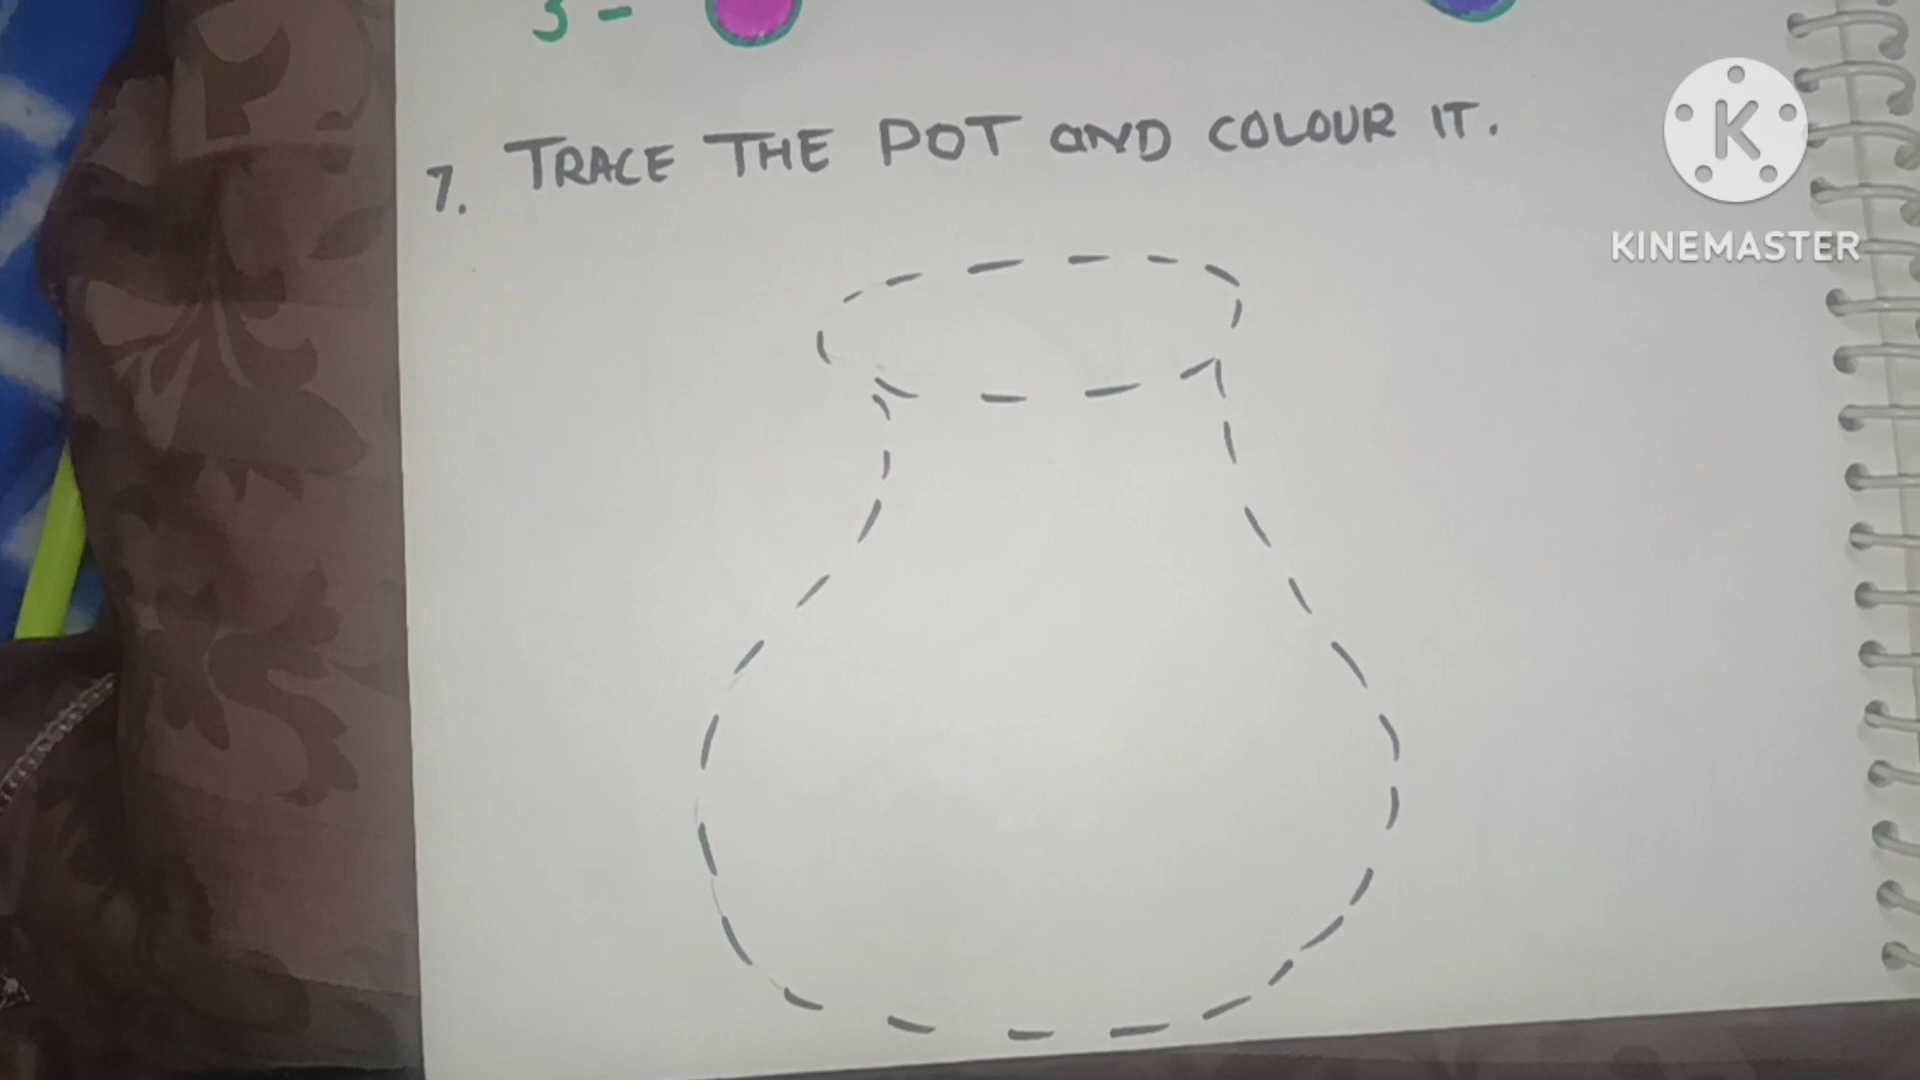 3 -
7. TRACE THE POT AND COLOUR IT.
K
KINEMASTER